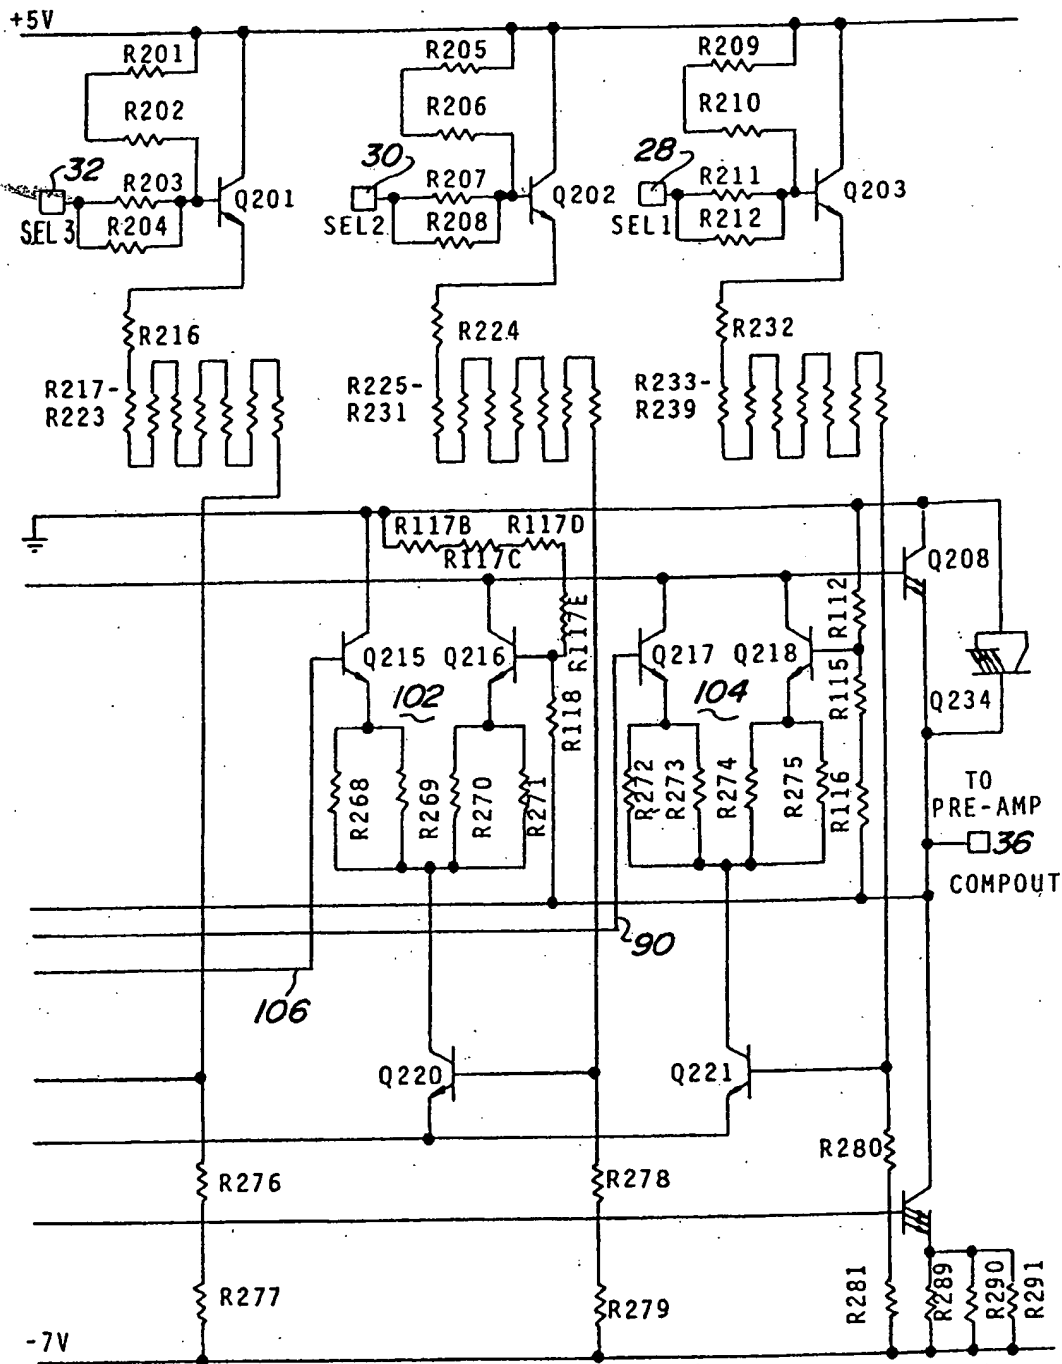 +5V
R201
R205
R209
R202
R206
R210
32
30
28
R203
R207
R211
Q201
Q202
Q203
SEL3
R204
SEL2
R208
SEL1
R212
R216
R224
R232
R217-
R223
R225-
R231
R233-
R239
R117B
R117D
R117C
Q208
R112
R117E
Q215
Q216
Q217
Q218
102
104
R115
Q234
R118
R268
R269
R270
R271
R272
R273
R274
R275
R116
TO
PRE-AMP
36
COMPOUT
90
106
Q220
Q221
R280
R276
R278
R277
R279
R281
R289
R290
R291
-7V